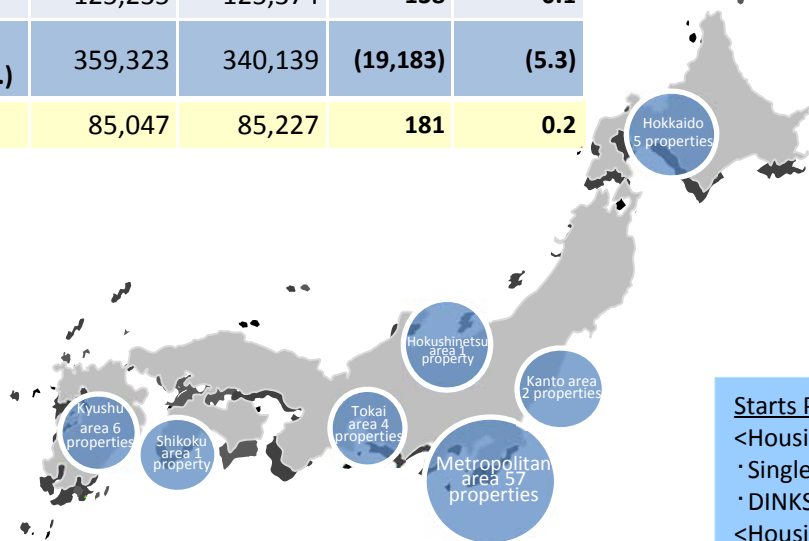 .)
359,323 340,139 (19,183) (5.3)
85,047 85,227 181 0.2
Hokkaido
5 properties
Hokushinetsu
area 1
property
Kanto area
2 properties
Kyushu
area 6
properties
Shikoku
area 1
property
Tokai
area 4
properties
Metropolitan
area 57
properties
Starts
<Housi
･Single
･DINKS
<Housi